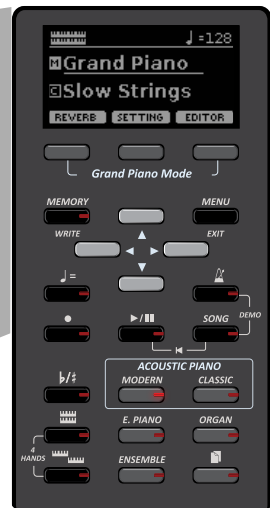 ♩=128
M Grand Piano
C Slow Strings
REVERB SETTING EDITOR
Grand Piano Mode
MEMORY MENU
WRITE EXIT
♩=
DEMO
SONG
ACOUSTIC PIANO
MODERN CLASSIC
♭/♯
E. PIANO ORGAN
4 HANDS
ENSEMBLE